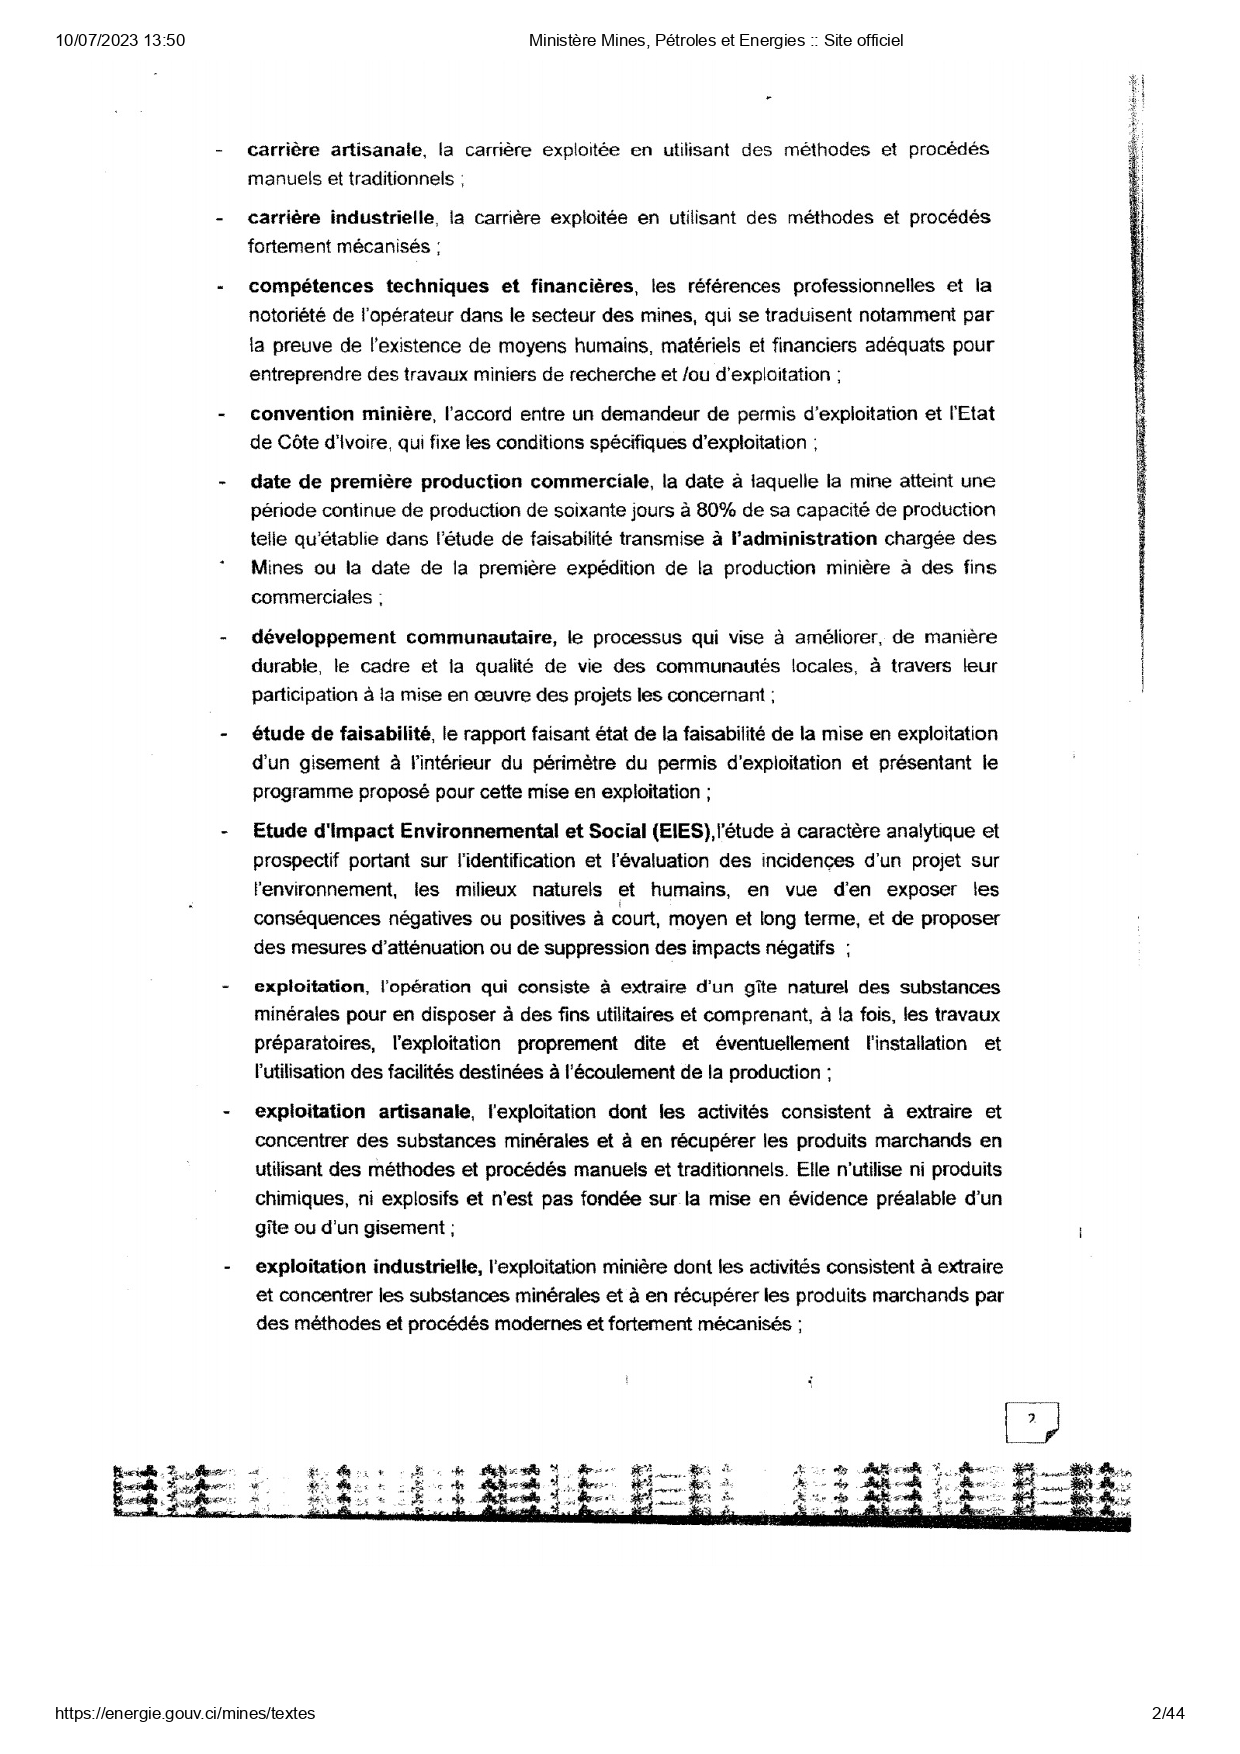 10/07/2023 13:50
Ministère Mines, Pétroles et Energies :: Site officiel
- carrière artisanale, la carrière exploitée en utilisant des méthodes et procédés
manuels et traditionnels ;
- carrière industrielle, la carrière exploitée en utilisant des méthodes et procédés
fortement mécanisés ;
- compétences techniques et financières, les références professionnelles et la
notoriété de l'opérateur dans le secteur des mines, qui se traduisent notamment par
la preuve de l'existence de moyens humains, matériels et financiers adéquats pour
entreprendre des travaux miniers de recherche et /ou d'exploitation ;
- convention minière, l'accord entre un demandeur de permis d'exploitation et l'Etat
de Côte d'Ivoire, qui fixe les conditions spécifiques d'exploitation ;
- date de première production commerciale, la date à laquelle la mine atteint une
période continue de production de soixante jours à 80% de sa capacité de production
telle qu'établie dans l'étude de faisabilité transmise à l'administration chargée des
Mines ou la date de la première expédition de la production minière à des fins
commerciales ;
- développement communautaire, le processus qui vise à améliorer, de manière
durable, le cadre et la qualité de vie des communautés locales, à travers leur
participation à la mise en œuvre des projets les concernant ;
- étude de faisabilité, le rapport faisant état de la faisabilité de la mise en exploitation
d'un gisement à l'intérieur du périmètre du permis d'exploitation et présentant le
programme proposé pour cette mise en exploitation ;
- Etude d'Impact Environnemental et Social (EIES),l'étude à caractère analytique et
prospectif portant sur l'identification et l'évaluation des incidences d'un projet sur
l'environnement, les milieux naturels et humains, en vue d'en exposer les
conséquences négatives ou positives à court, moyen et long terme, et de proposer
des mesures d'atténuation ou de suppression des impacts négatifs ;
- exploitation, l'opération qui consiste à extraire d'un gîte naturel des substances
minérales pour en disposer à des fins utilitaires et comprenant, à la fois, les travaux
préparatoires, l'exploitation proprement dite et éventuellement l'installation et
l'utilisation des facilités destinées à l'écoulement de la production ;
- exploitation artisanale, l'exploitation dont les activités consistent à extraire et
concentrer des substances minérales et à en récupérer les produits marchands en
utilisant des méthodes et procédés manuels et traditionnels. Elle n'utilise ni produits
chimiques, ni explosifs et n'est pas fondée sur la mise en évidence préalable d'un
gîte ou d'un gisement ;
- exploitation industrielle, l'exploitation minière dont les activités consistent à extraire
et concentrer les substances minérales et à en récupérer les produits marchands par
des méthodes et procédés modernes et fortement mécanisés ;
2
https://energie.gouv.ci/mines/textes
2/44